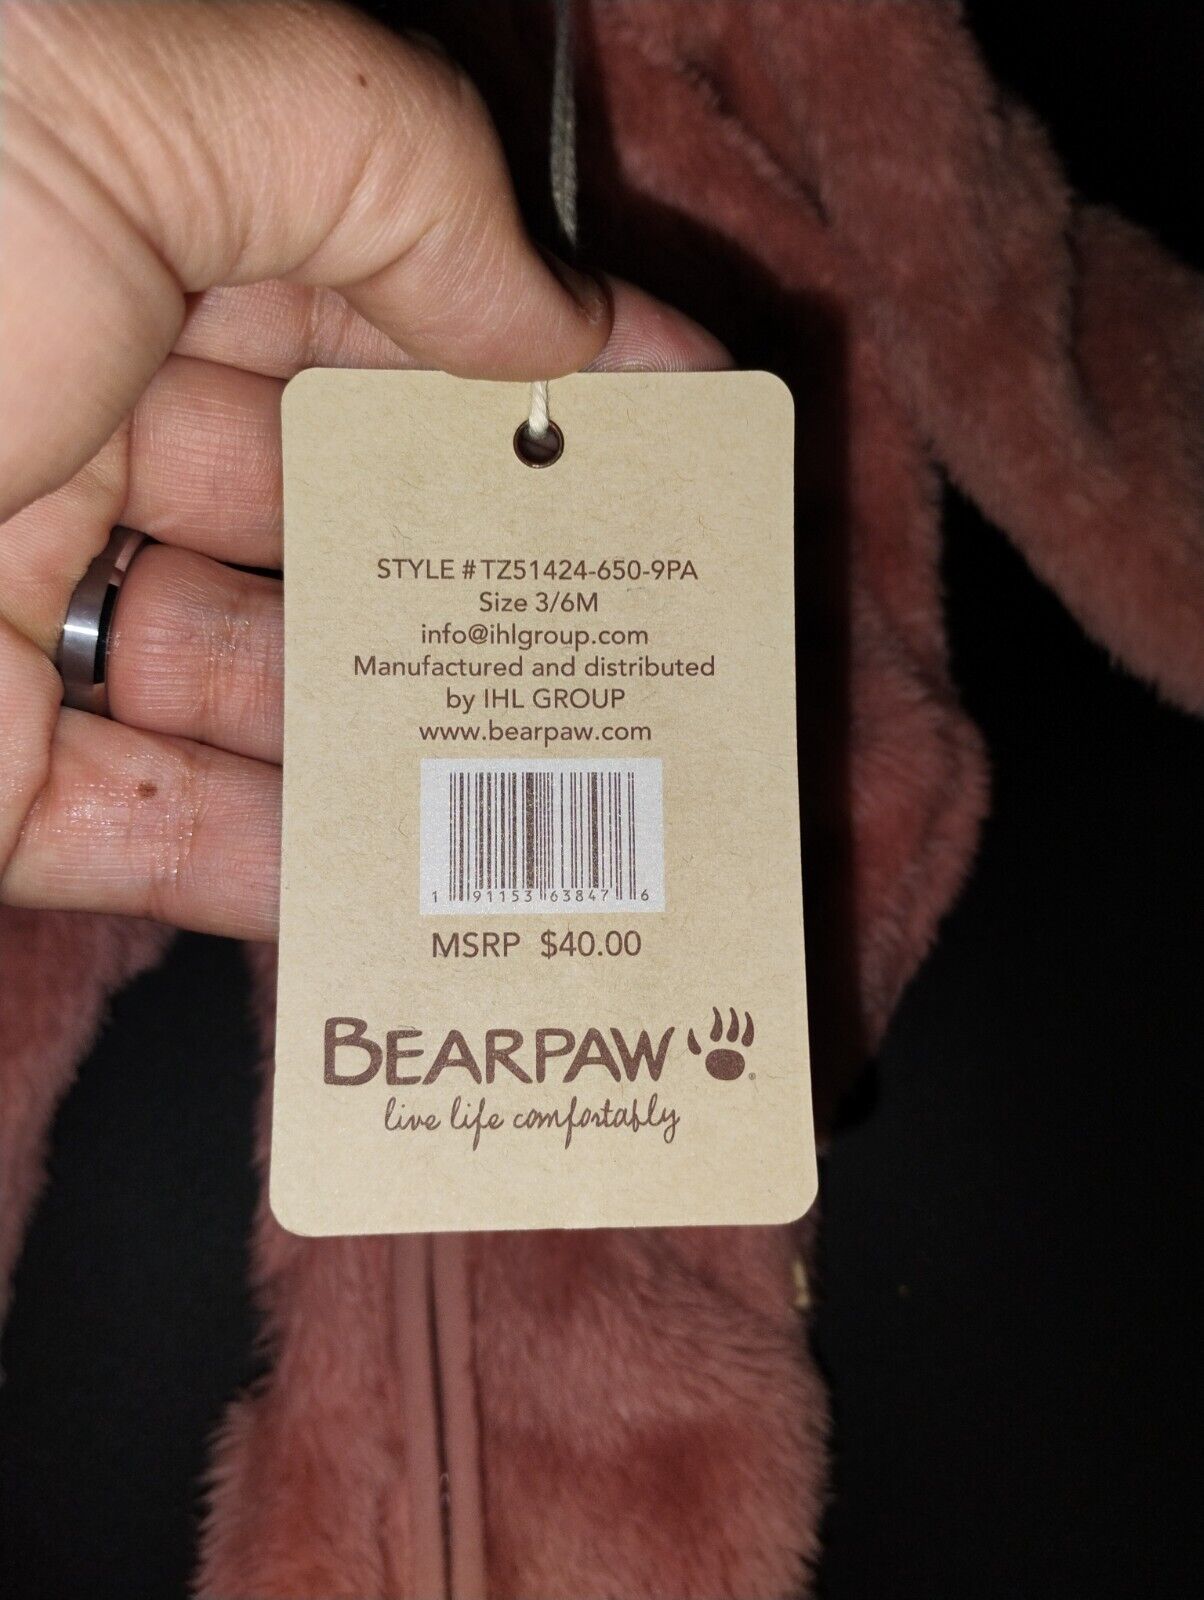 STYLE # TZ51424-650-9PA
Size 3/6M
info@ihlgroup.com
Manufactured and distributed
by IHL GROUP
www.bearpaw.com
1 91153 63847 6
MSRP $40.00
BEARPAW
live life comfortably